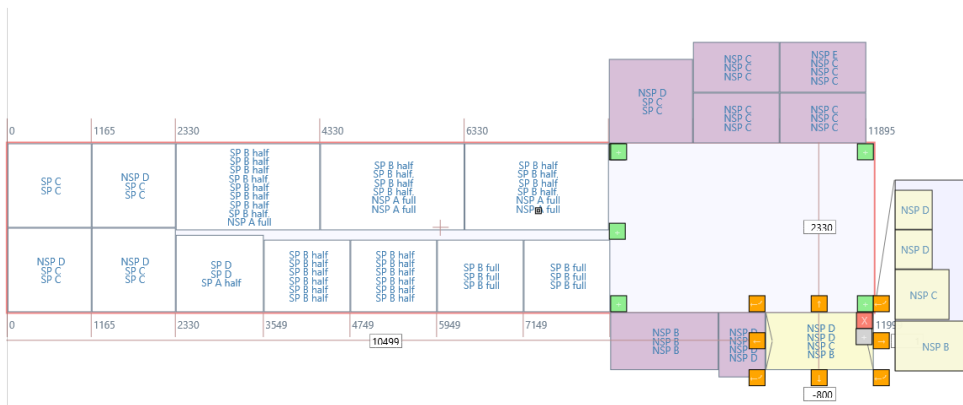 NSP C
NSP C
NSP C
NSP E
NSP C
NSP C
NSP C
NSP D
SP C
SP C
NSP C
NSP C
NSP C
NSP C
NSP C
NSP C
0
1165
2330
4330
6330
11895
SP C
SP C
NSP D
SP C
SP C
SP B half
SP B half
SP B half
SP B half
SP B half
SP B half
SP B half
NSP A full
SP B half
SP B half
SP B half
SP B half
NSP A full
NSP A full
SP B half
SP B half
SP B half
SP B half
NSP A full
NSP A full
2330
NSP D
NSP D
NSP C
NSP B
NSP D
SP C
SP C
NSP D
SP C
SP C
SP D
SP D
SP A half
SP B half
SP B half
SP B half
SP B half
SP B half
SP B half
SP B half
SP B half
SP B half
SP B half
SP B half
SP B half
SP B full
SP B full
SP B full
SP B full
SP B full
SP B full
0
1165
2330
3549
4749
5949
7149
10499
NSP B
NSP B
NSP B
NSP D
NSP D
NSP D
NSP C
NSP B
X
-800